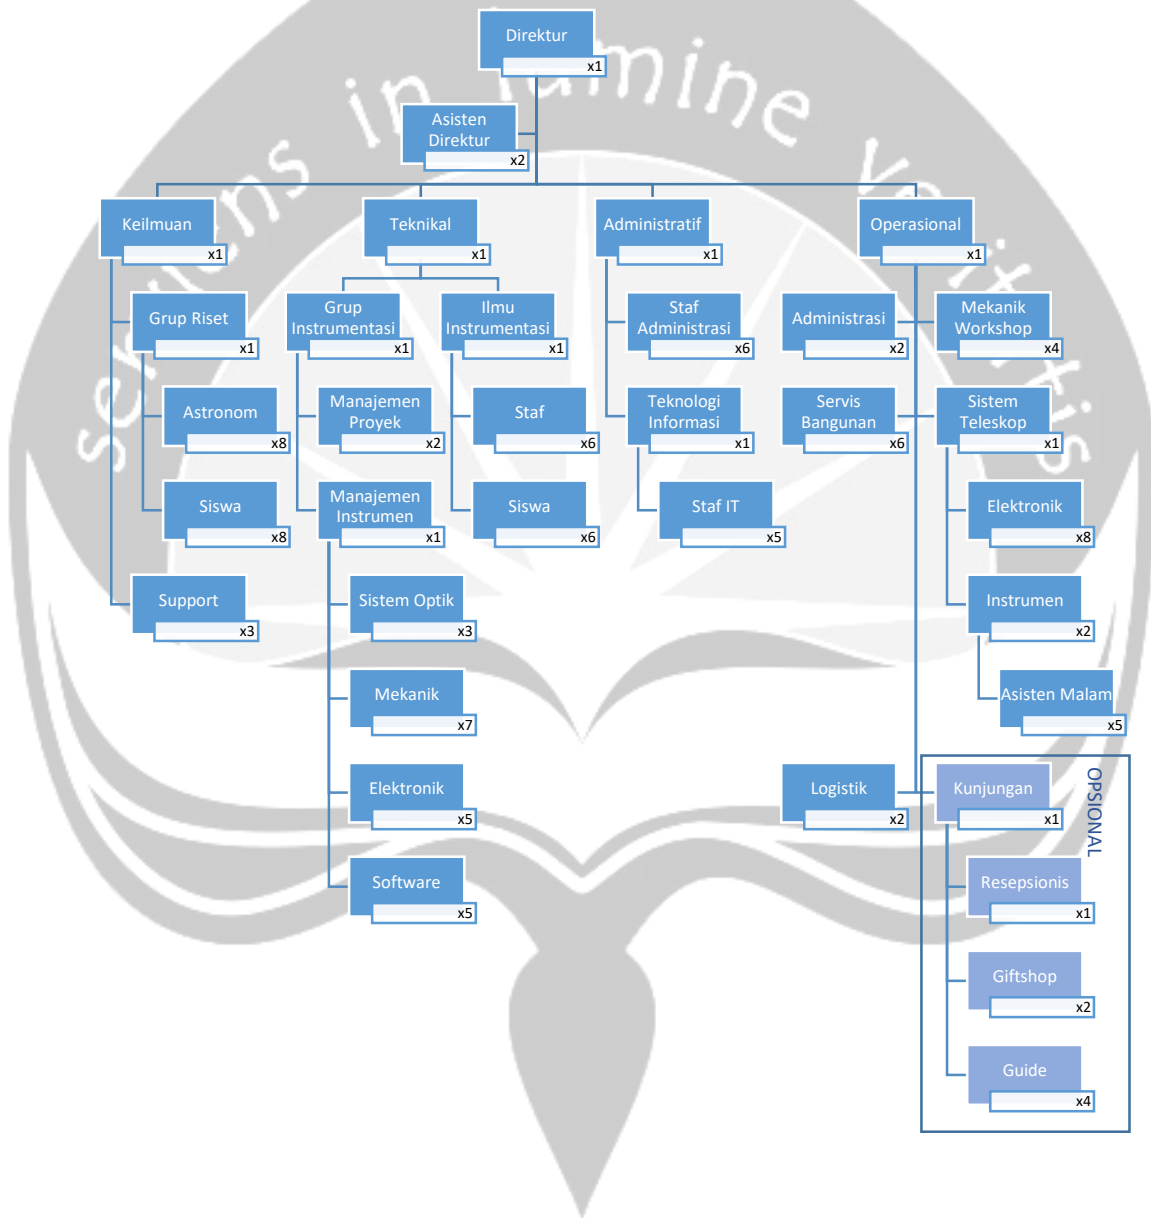 serviens in lumine veritatis
Direktur
x1
Asisten
Direktur
x2
Keilmuan
x1
Teknikal
x1
Administratif
x1
Operasional
x1
Grup Riset
x1
Grup
Instrumentasi
x1
Ilmu
Instrumentasi
x1
Staf
Administrasi
x6
Administrasi
x2
Mekanik
Workshop
x4
Astronom
x8
Manajemen
Proyek
x2
Staf
x6
Teknologi
Informasi
x1
Servis
Bangunan
x6
Sistem
Teleskop
x1
Siswa
x8
Manajemen
Instrumen
x1
Siswa
x6
Staf IT
x5
Elektronik
x8
Support
x3
Sistem Optik
x3
Instrumen
x2
Mekanik
x7
Asisten Malam
x5
Elektronik
x5
Logistik
x2
Kunjungan
x1
OPSIONAL
Software
x5
Resepsionis
x1
Giftshop
x2
Guide
x4